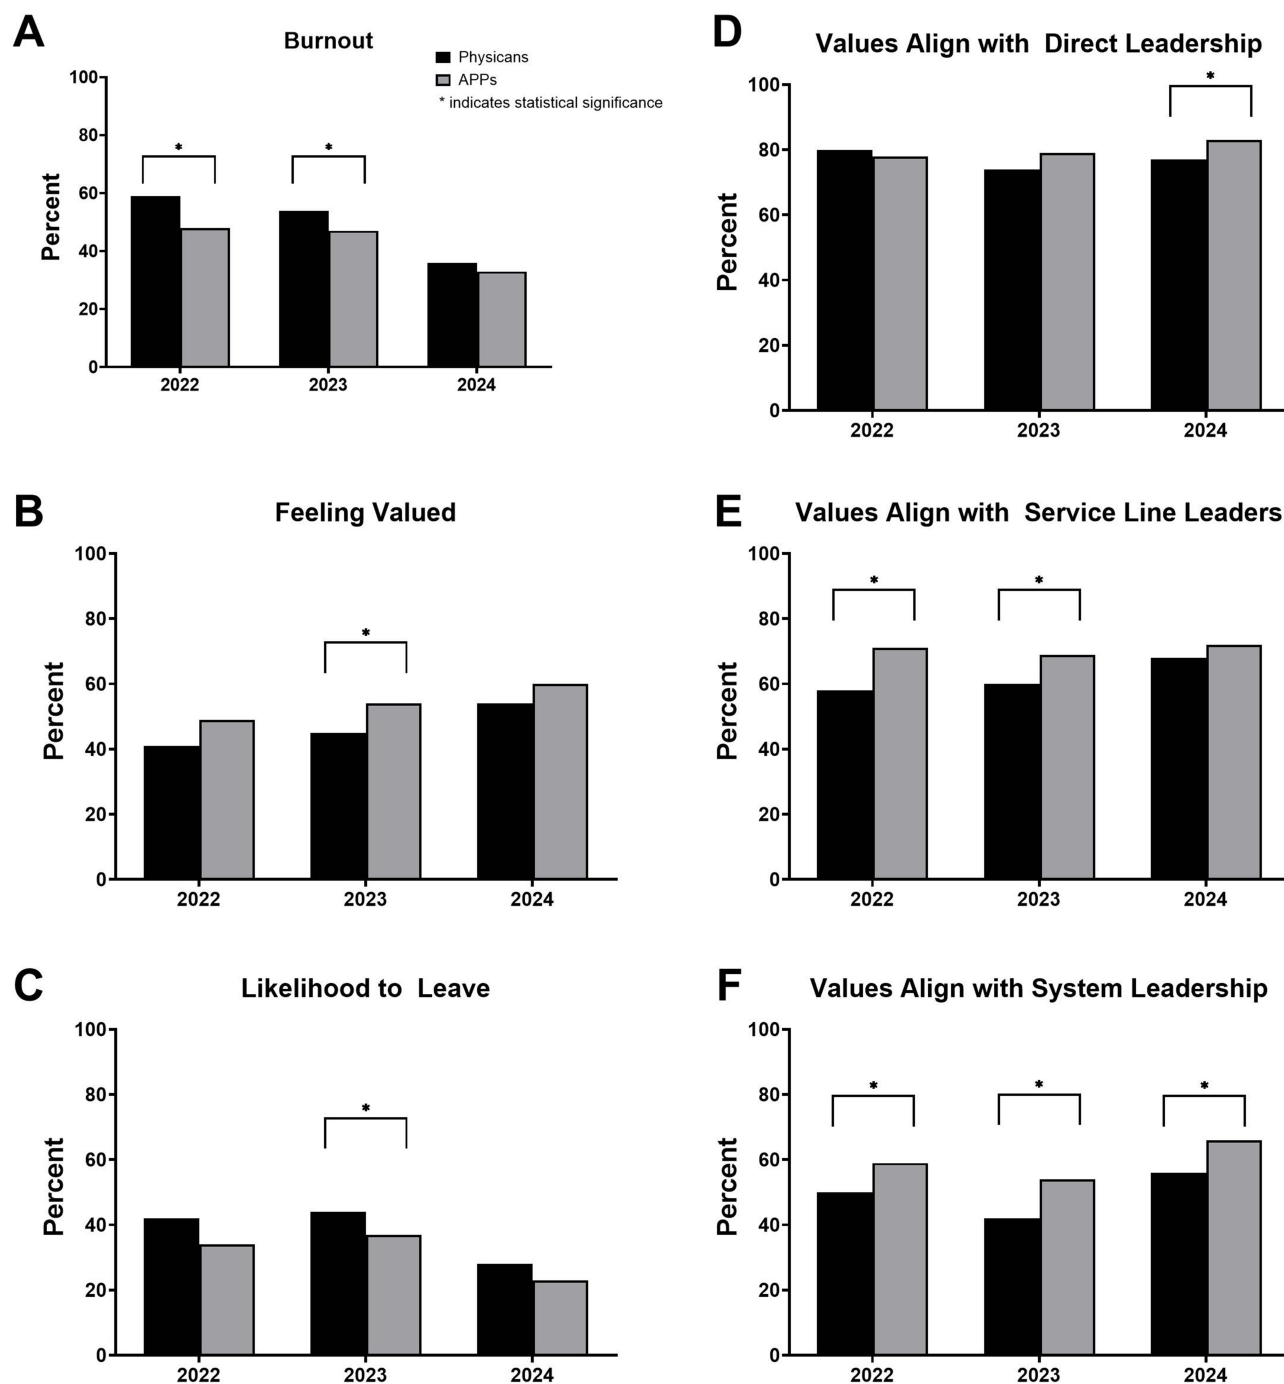 A
Burnout
Physicans
APPs
* indicates statistical significance
Percent
100
80
60
40
20
0
* *
2022 2023 2024
B
Feeling Valued
Percent
100
80
60
40
20
0
*
2022 2023 2024
C
Likelihood to Leave
Percent
100
80
60
40
20
0
*
2022 2023 2024
D
Values Align with Direct Leadership
Percent
100
80
60
40
20
0
*
2022 2023 2024
E
Values Align with Service Line Leaders
Percent
100
80
60
40
20
0
* *
2022 2023 2024
F
Values Align with System Leadership
Percent
100
80
60
40
20
0
* * *
2022 2023 2024